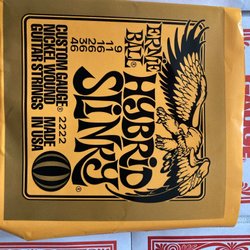 ERNIE
BALL®
HYBRID
SLINKY®
9
11
16
26
36
46
CUSTOM GAUGE® 2222
NICKEL WOUND MADE
GUITAR STRINGS IN USA